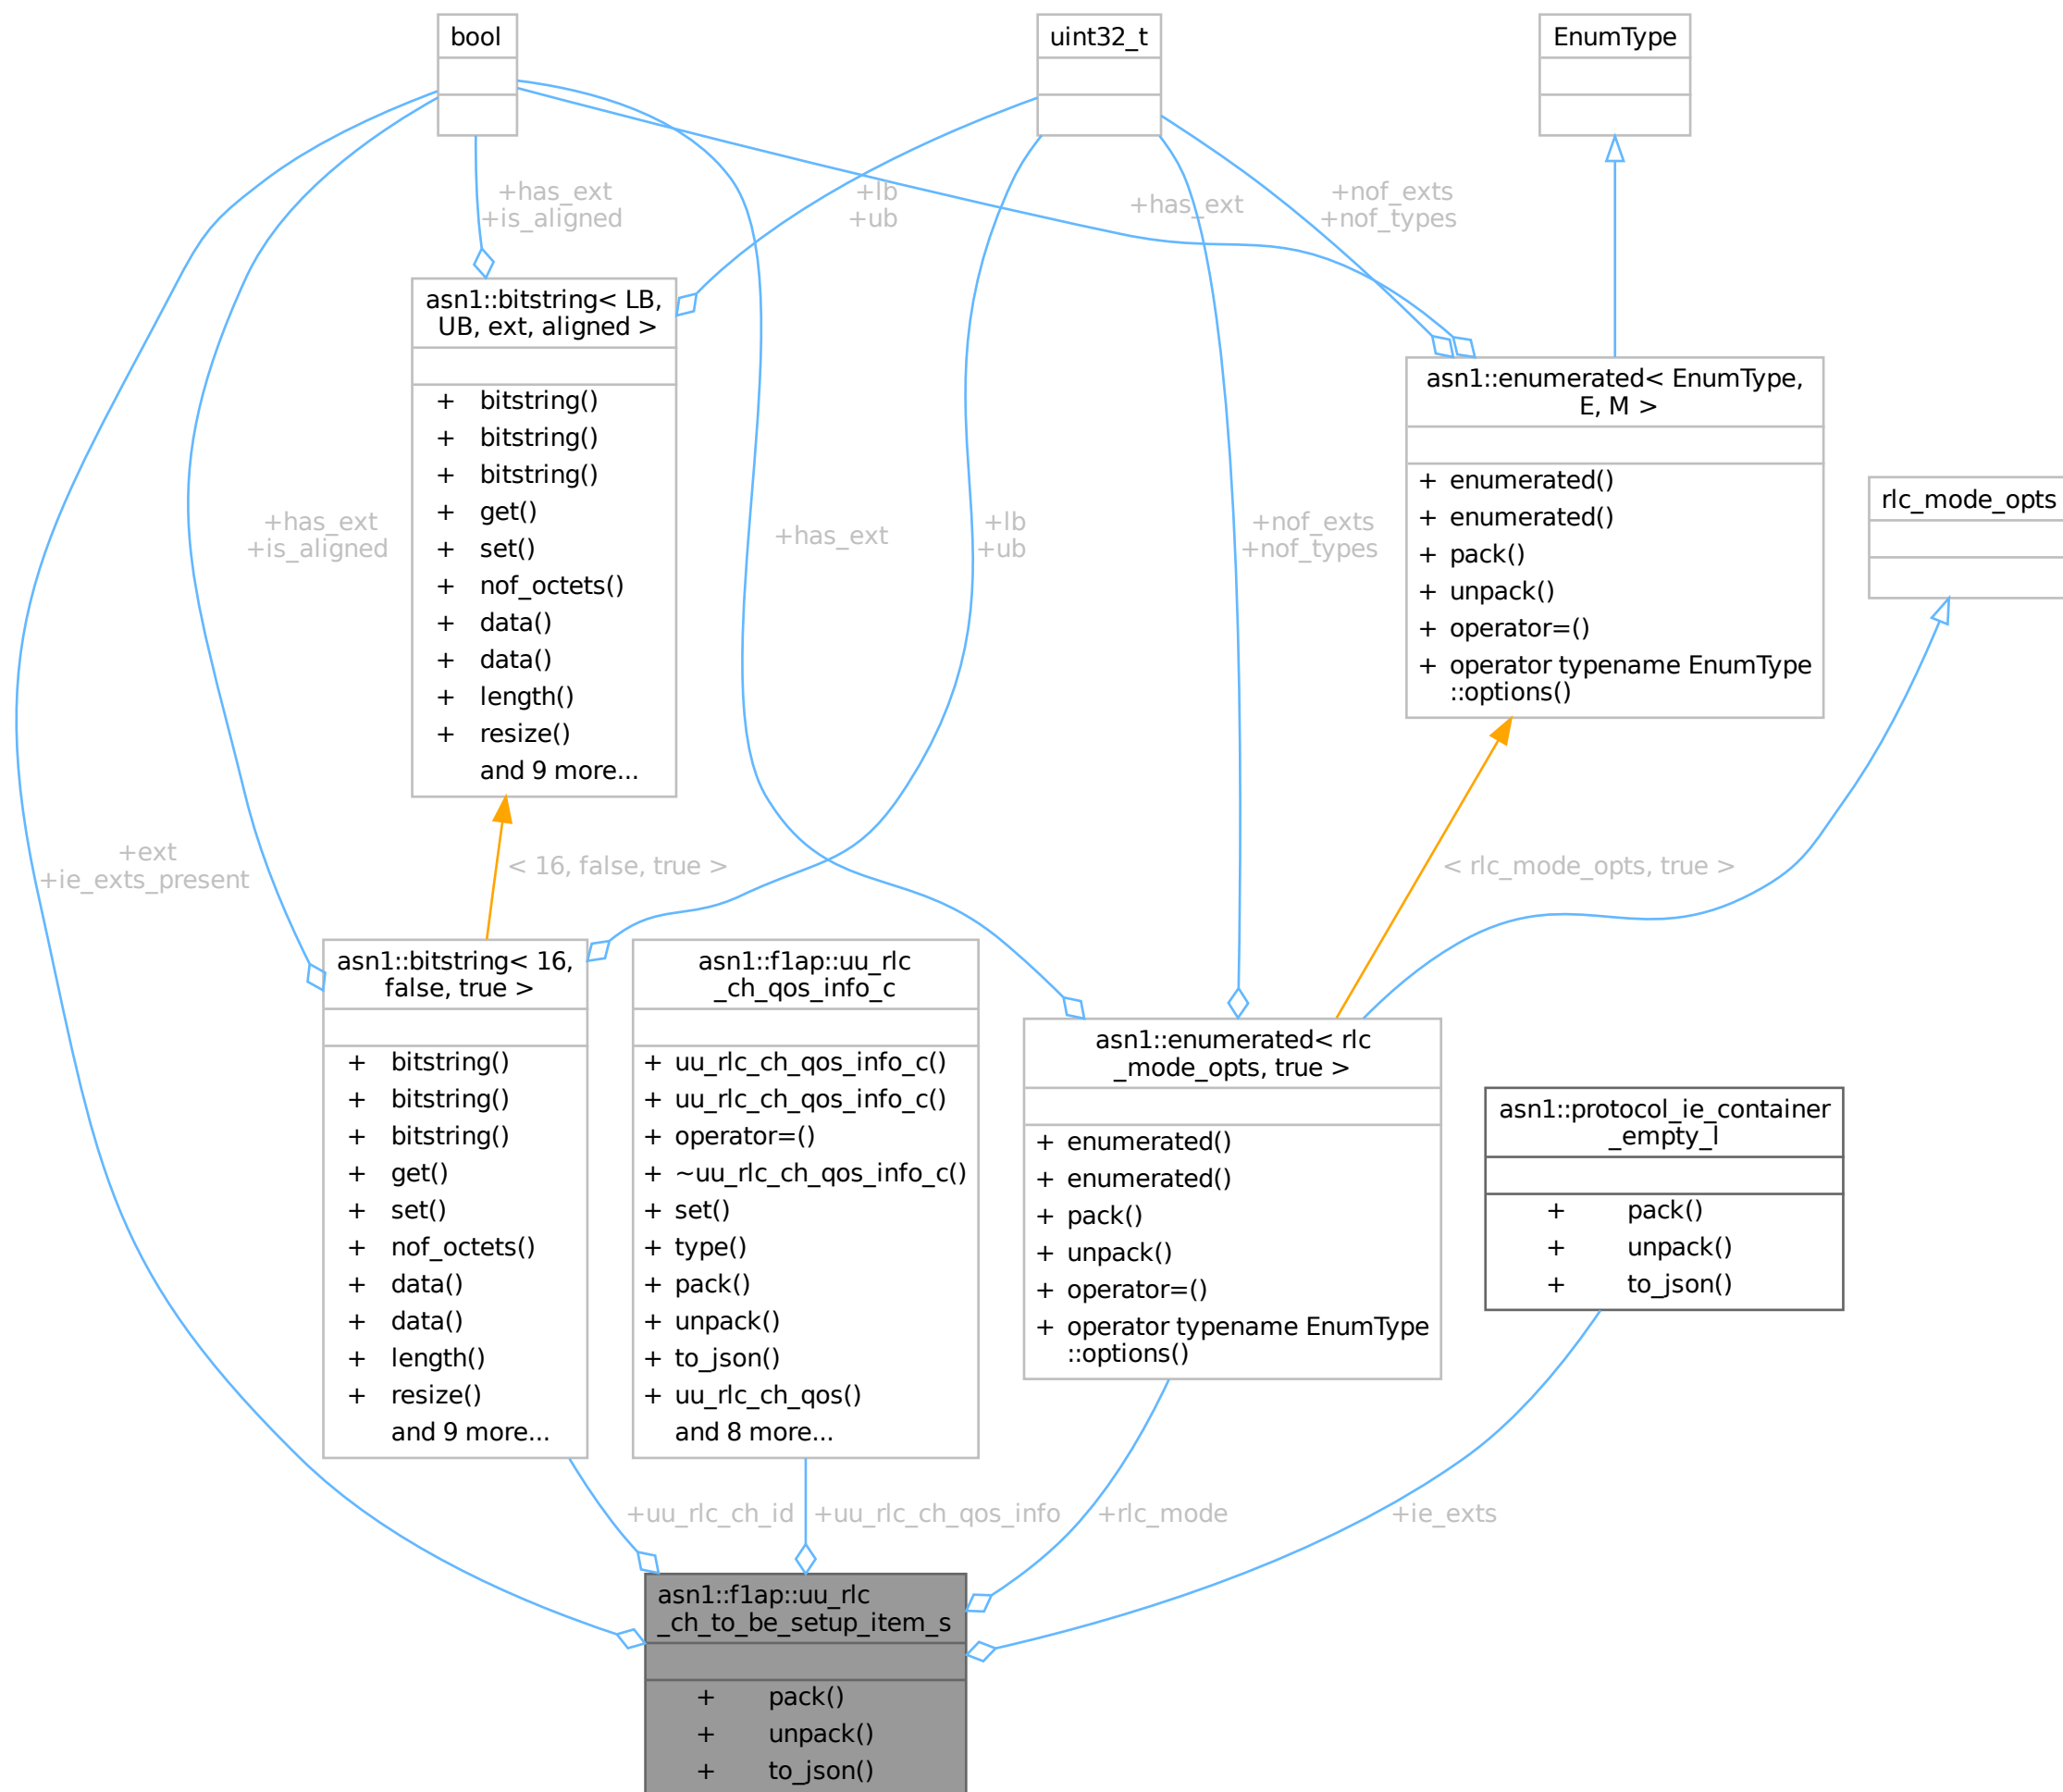 bool
uint32_t
EnumType
+has_ext
+is_aligned
+lb
+ub
+has_ext
+nof_exts
+nof_types
asn1::bitstring< LB,
UB, ext, aligned >
+ bitstring()
+ bitstring()
+ bitstring()
+ get()
+ set()
+ nof_octets()
+ data()
+ data()
+ length()
+ resize()
and 9 more...
asn1::enumerated< EnumType,
E, M >
+ enumerated()
+ enumerated()
+ pack()
+ unpack()
+ operator=()
+ operator typename EnumType
::options()
rlc_mode_opts
+has_ext
+is_aligned
+has_ext
+lb
+ub
+nof_exts
+nof_types
+ext
+ie_exts_present
< 16, false, true >
< rlc_mode_opts, true >
asn1::bitstring< 16,
false, true >
+ bitstring()
+ bitstring()
+ bitstring()
+ get()
+ set()
+ nof_octets()
+ data()
+ data()
+ length()
+ resize()
and 9 more...
asn1::f1ap::uu_rlc
_ch_qos_info_c
+ uu_rlc_ch_qos_info_c()
+ uu_rlc_ch_qos_info_c()
+ operator=()
+ ~uu_rlc_ch_qos_info_c()
+ set()
+ type()
+ pack()
+ unpack()
+ to_json()
+ uu_rlc_ch_qos()
and 8 more...
asn1::enumerated< rlc
_mode_opts, true >
+ enumerated()
+ enumerated()
+ pack()
+ unpack()
+ operator=()
+ operator typename EnumType
::options()
asn1::protocol_ie_container
_empty_l
+ pack()
+ unpack()
+ to_json()
+uu_rlc_ch_id
+uu_rlc_ch_qos_info
+rlc_mode
+ie_exts
asn1::f1ap::uu_rlc
_ch_to_be_setup_item_s
+ pack()
+ unpack()
+ to_json()